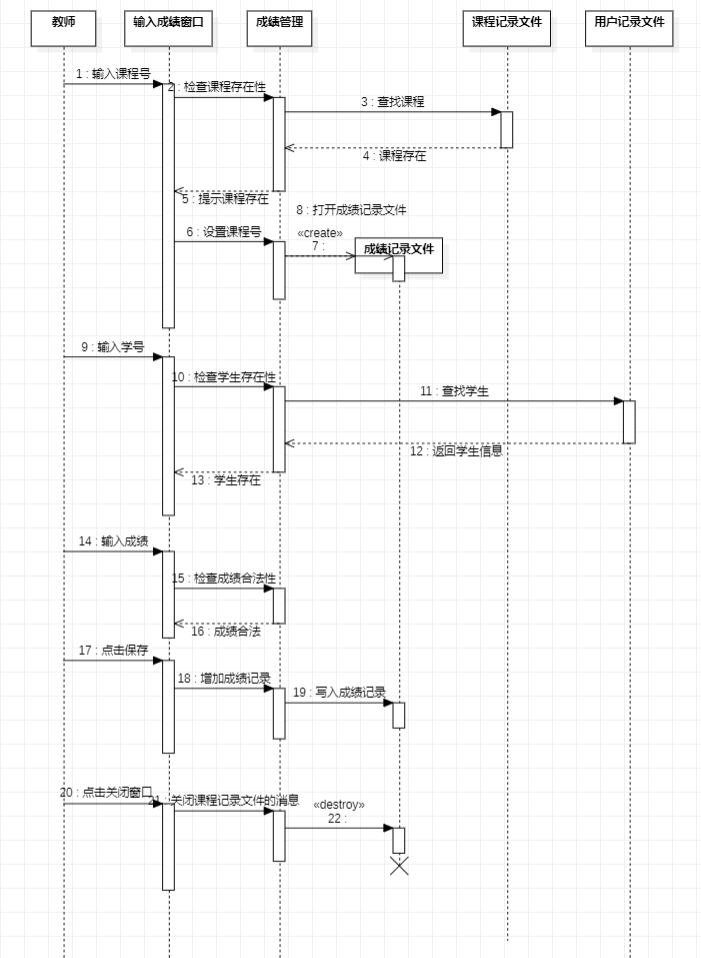 教师
输入成绩窗口
成绩管理
课程记录文件
用户记录文件
1 : 输入课程号
2 : 检查课程存在性
3 : 查找课程
4 : 课程存在
5 : 提示课程存在
8 : 打开成绩记录文件
6 : 设置课程号
«create»
7 :
成绩记录文件
9 : 输入学号
10 : 检查学生存在性
11 : 查找学生
12 : 返回学生信息
13 : 学生存在
14 : 输入成绩
15 : 检查成绩合法性
16 : 成绩合法
17 : 点击保存
18 : 增加成绩记录
19 : 写入成绩记录
20 : 点击关闭窗口
21 : 关闭课程记录文件的消息
«destroy»
22 :